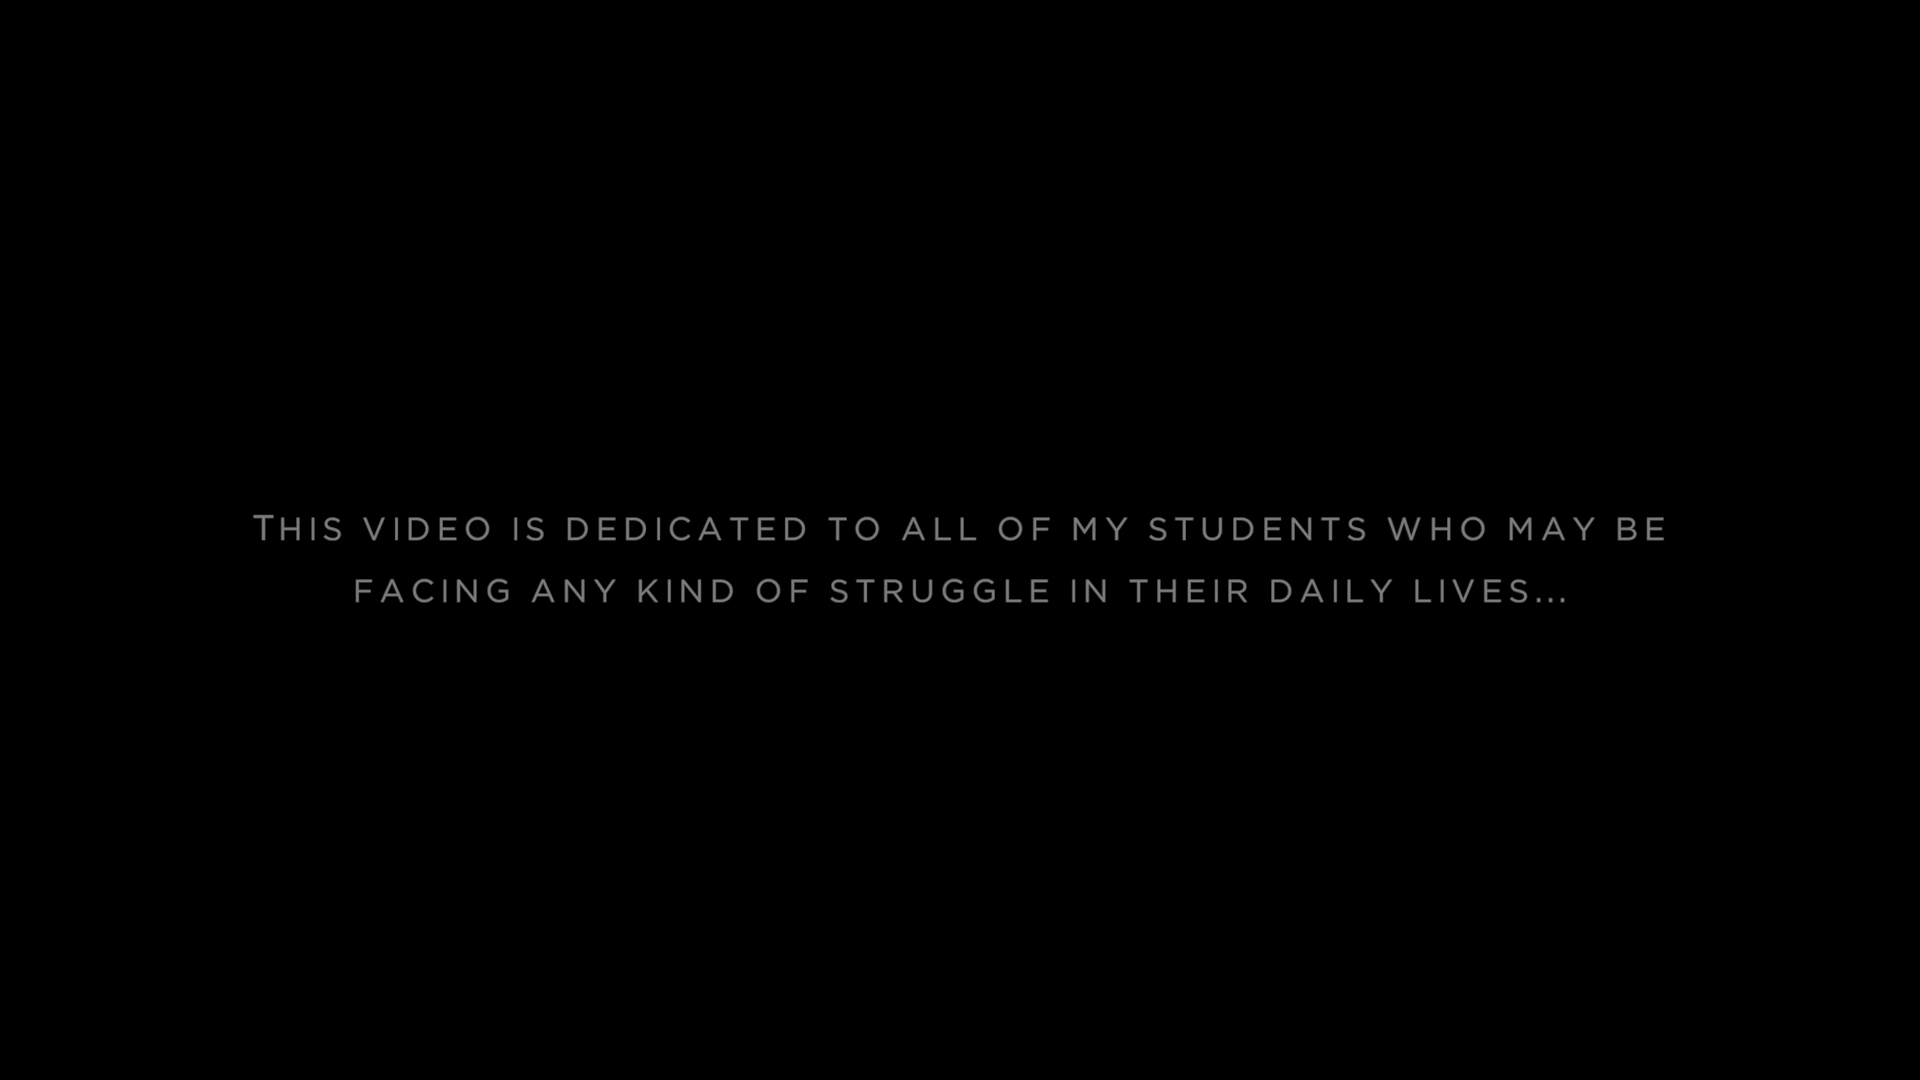 THIS VIDEO IS DEDICATED TO ALL OF MY STUDENTS WHO MAY BE
FACING ANY KIND OF STRUGGLE IN THEIR DAILY LIVES...